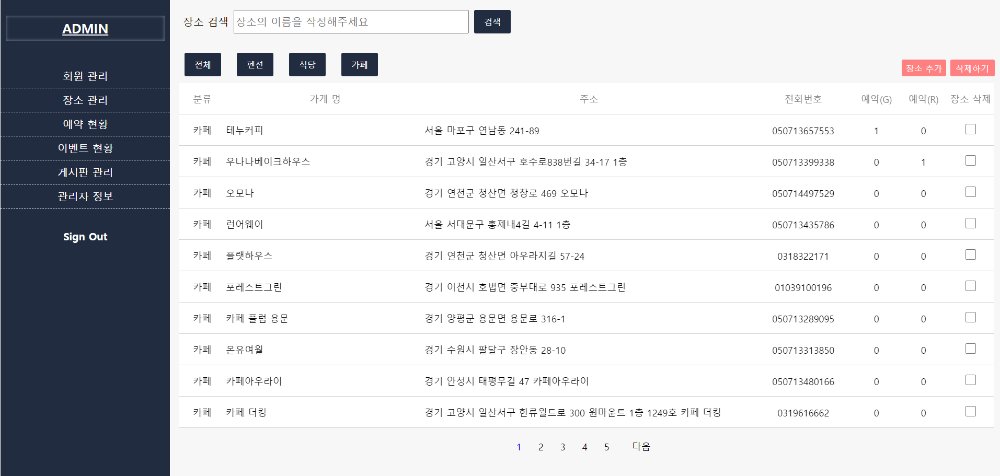 ADMIN
회원 관리
장소 관리
예약 현황
이벤트 현황
게시판 관리
관리자 정보
Sign Out
장소 검색 장소의 이름을 작성해주세요 검색
전체 펜션 식당 카페
장소 추가 삭제하기
분류 가게 명 주소 전화번호 예약(G) 예약(R) 장소 삭제
카페 테누커피 서울 마포구 연남동 241-89 050713657553 1 0
카페 우나나베이크하우스 경기 고양시 일산서구 호수로838번길 34-17 1층 050713399338 0 1
카페 오모나 경기 연천군 청산면 청창로 469 오모나 050714497529 0 0
카페 런어웨이 서울 서대문구 홍제내4길 4-11 1층 050713435786 0 0
카페 플랫하우스 경기 연천군 청산면 아우라지길 57-24 0318322171 0 0
카페 포레스트그린 경기 이천시 호법면 중부대로 935 포레스트그린 01039100196 0 0
카페 카페 플럼 용문 경기 양평군 용문면 용문로 316-1 050713289095 0 0
카페 온유여월 경기 수원시 팔달구 장안동 28-10 050713313850 0 0
카페 카페아우라이 경기 안성시 태평무길 47 카페아우라이 050713480166 0 0
카페 카페 더킹 경기 고양시 일산서구 한류월드로 300 원마운트 1층 1249호 카페 더킹 0319616662 0 0
1 2 3 4 5 다음